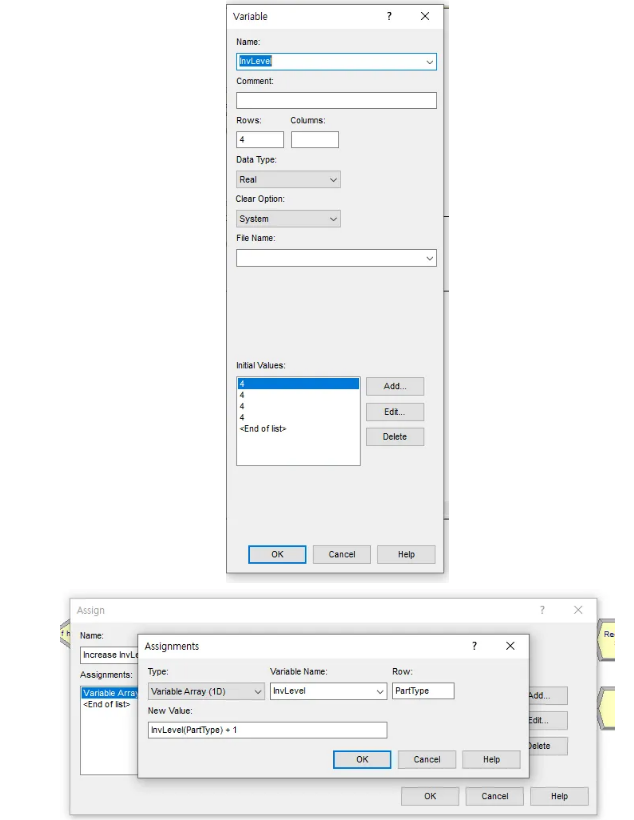 Variable ?
Name:
InvLevel
Comment:
Rows: Columns:
4
Data Type:
Real
Clear Option:
System
File Name:
Initial Values:
4
4
4
4
<End of list>
Add...
Edit...
Delete
OK Cancel Help
Assign ?
Name:
Increase InvLe
Assignments:
Variable Array
<End of list>
Assignments ?
Type: Variable Name: Row:
Variable Array (1D) InvLevel PartType
New Value:
InvLevel(PartType) + 1
OK Cancel Help
Add...
Edit...
Delete
OK Cancel Help
Re